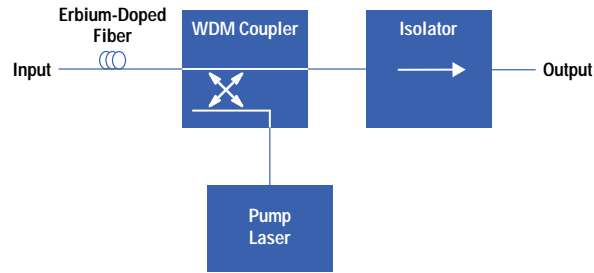 Erbium-Doped
Fiber
WDM Coupler
Isolator
Input
Output
Pump
Laser